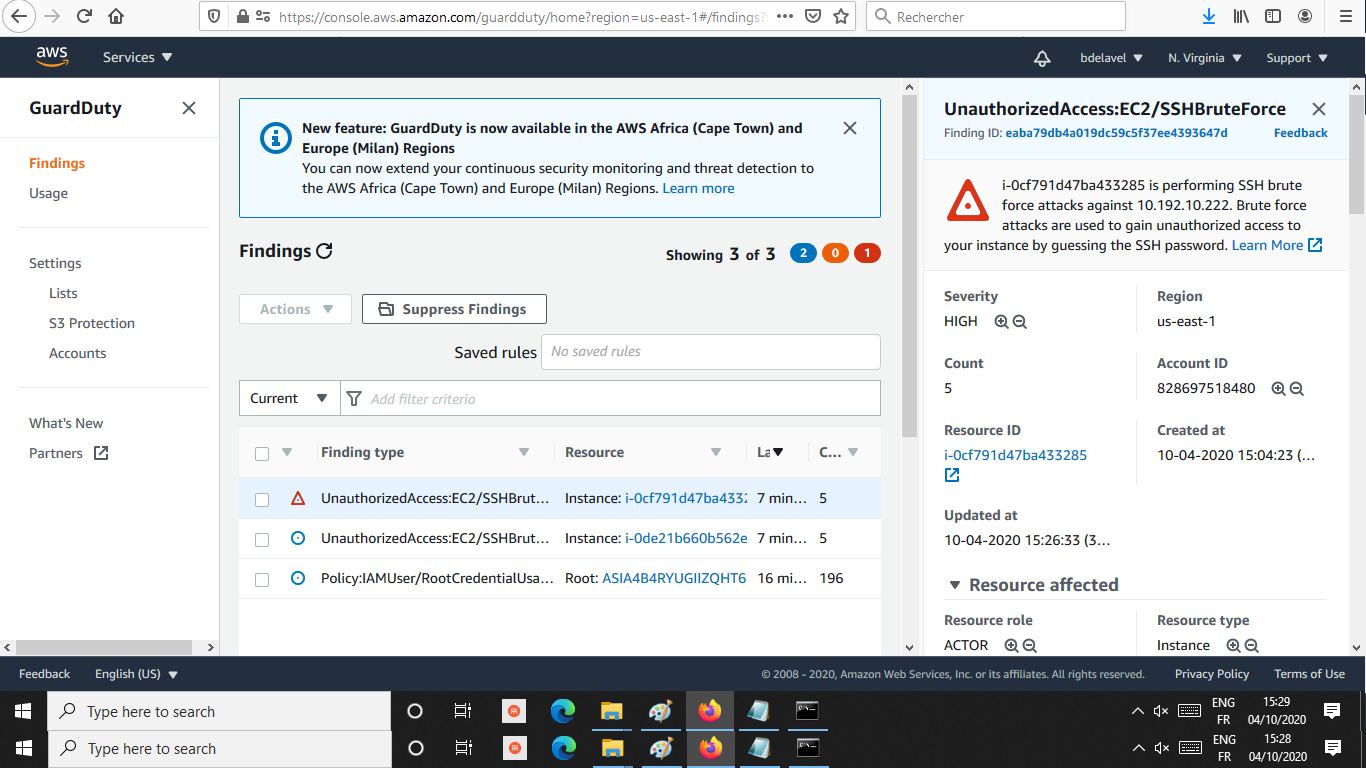 https://console.aws.amazon.com/guardduty/home?region=us-east-1#/findings?
Rechercher
aws
Services
bdelavel
N. Virginia
Support
GuardDuty
Findings
Usage
Settings
Lists
S3 Protection
Accounts
What's New
Partners
New feature: GuardDuty is now available in the AWS Africa (Cape Town) and
Europe (Milan) Regions
You can now extend your continuous security monitoring and threat detection to
the AWS Africa (Cape Town) and Europe (Milan) Regions. Learn more
Findings
Showing 3 of 3
2
0
1
Actions
Suppress Findings
Saved rules
No saved rules
Current
Add filter criteria
Finding type
Resource
La
C...
UnauthorizedAccess:EC2/SSHBrut...
Instance: i-0cf791d47ba4332
7 min...
5
UnauthorizedAccess:EC2/SSHBrut...
Instance: i-0de21b660b562e
7 min...
5
Policy:IAMUser/RootCredentialUsa...
Root: ASIA4B4RYUGIIZQHT6
16 mi...
196
UnauthorizedAccess:EC2/SSHBruteForce
Finding ID: eaba79db4a019dc59c5f37ee4393647d
Feedback
i-0cf791d47ba433285 is performing SSH brute
force attacks against 10.192.10.222. Brute force
attacks are used to gain unauthorized access to
your instance by guessing the SSH password. Learn More
Severity
HIGH
Region
us-east-1
Count
5
Account ID
828697518480
Resource ID
i-0cf791d47ba433285
Created at
10-04-2020 15:04:23 (...
Updated at
10-04-2020 15:26:33 (3...
Resource affected
Resource role
ACTOR
Resource type
Instance
Feedback
English (US)
© 2008 - 2020, Amazon Web Services, Inc. or its affiliates. All rights reserved.
Privacy Policy
Terms of Use
Type here to search
ENG
FR
15:29
04/10/2020
Type here to search
ENG
FR
15:28
04/10/2020